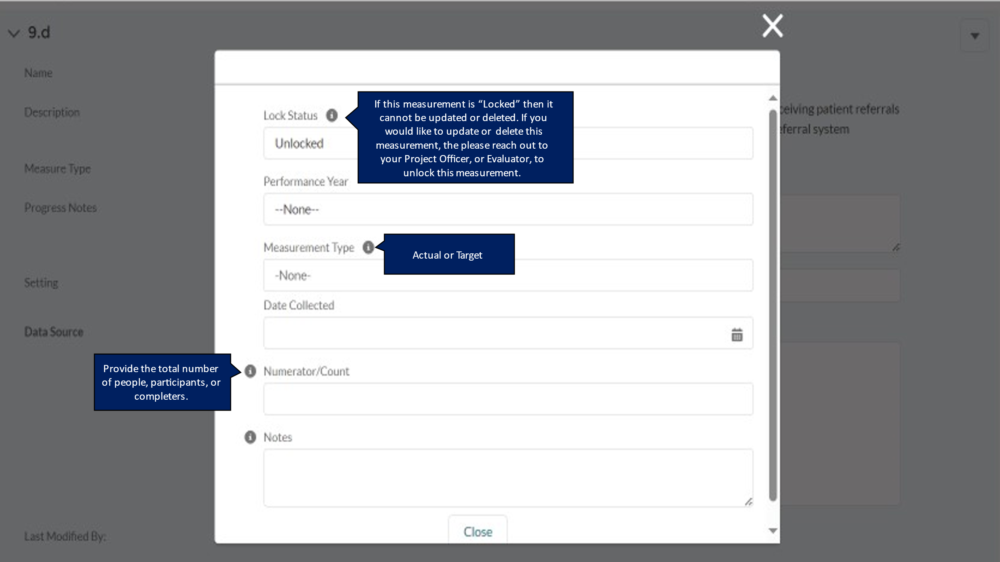 9.d
Name
Description
ceiving patient referrals
eferral system
Measure Type
Progress Notes
Setting
Data Source
Last Modified By:
Lock Status
If this measurement is “Locked” then it
cannot be updated or deleted. If you
would like to update or delete this
measurement, the please reach out to
your Project Officer, or Evaluator, to
unlock this measurement.
Unlocked
Performance Year
--None--
Measurement Type
Actual or Target
-None-
Date Collected
Provide the total number
of people, participants, or
completers.
Numerator/Count
Notes
Close